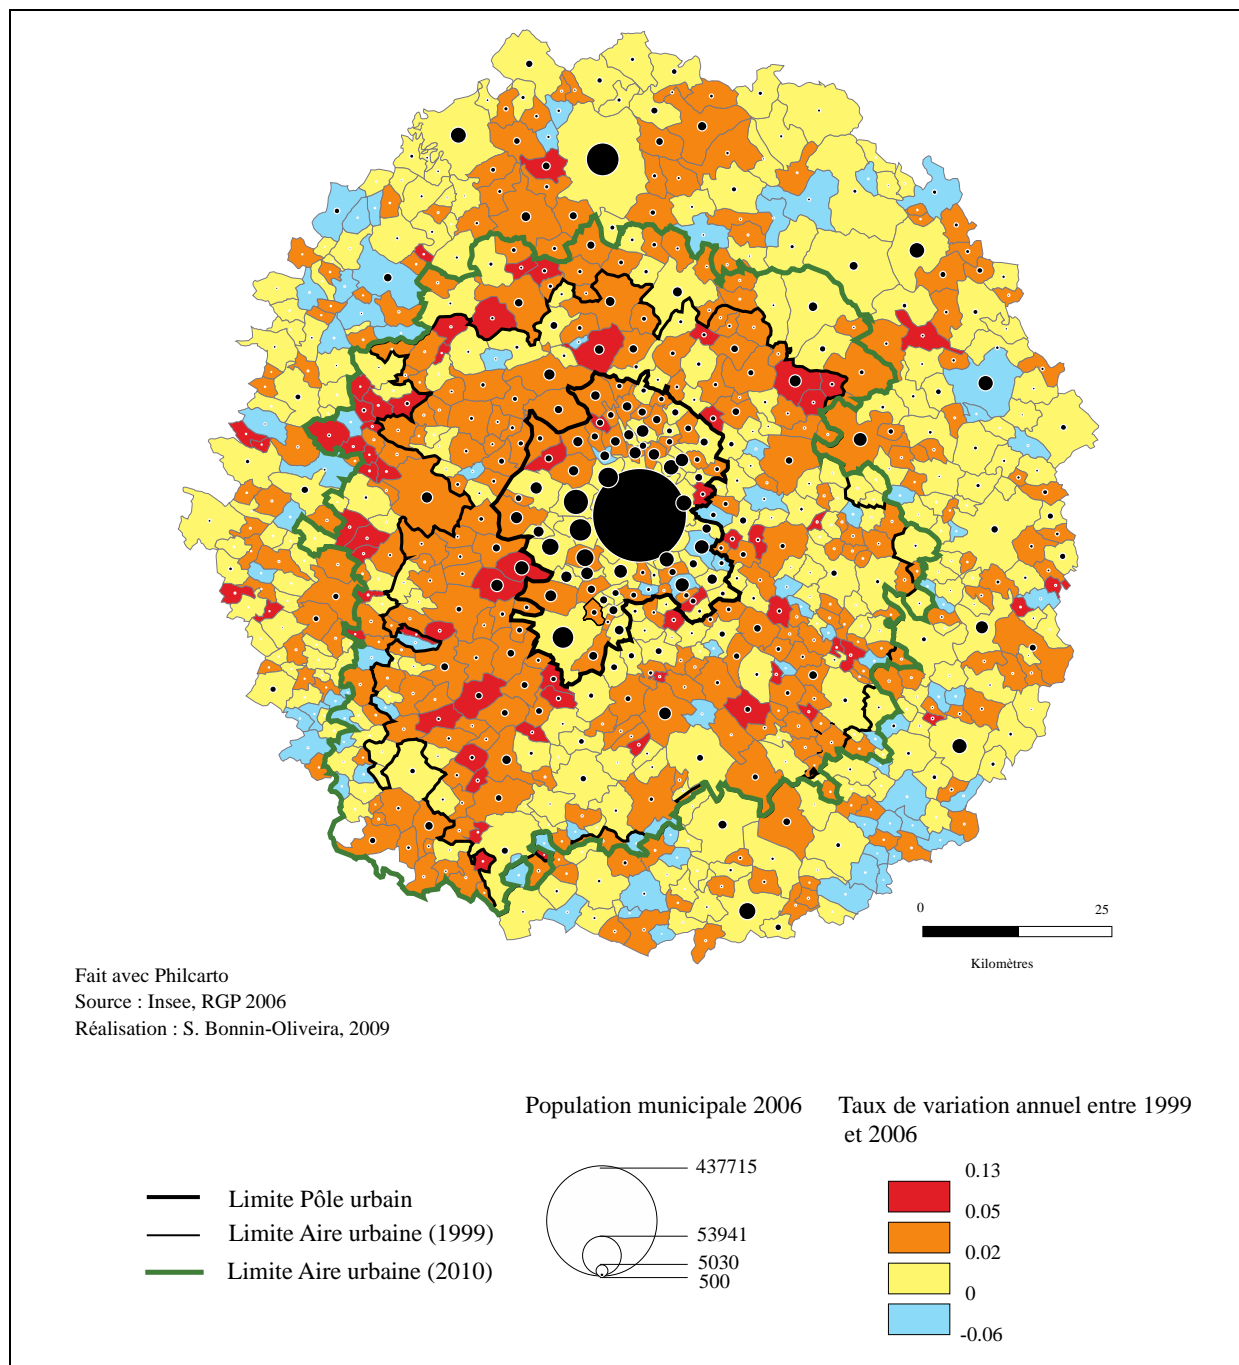 0 25
Kilomètres
Fait avec Philcarto
Source : Insee, RGP 2006
Réalisation : S. Bonnin-Oliveira, 2009
Limite Pôle urbain
Limite Aire urbaine (1999)
Limite Aire urbaine (2010)
Population municipale 2006
437715
53941
5030
500
Taux de variation annuel entre 1999
et 2006
0.13
0.05
0.02
0
-0.06